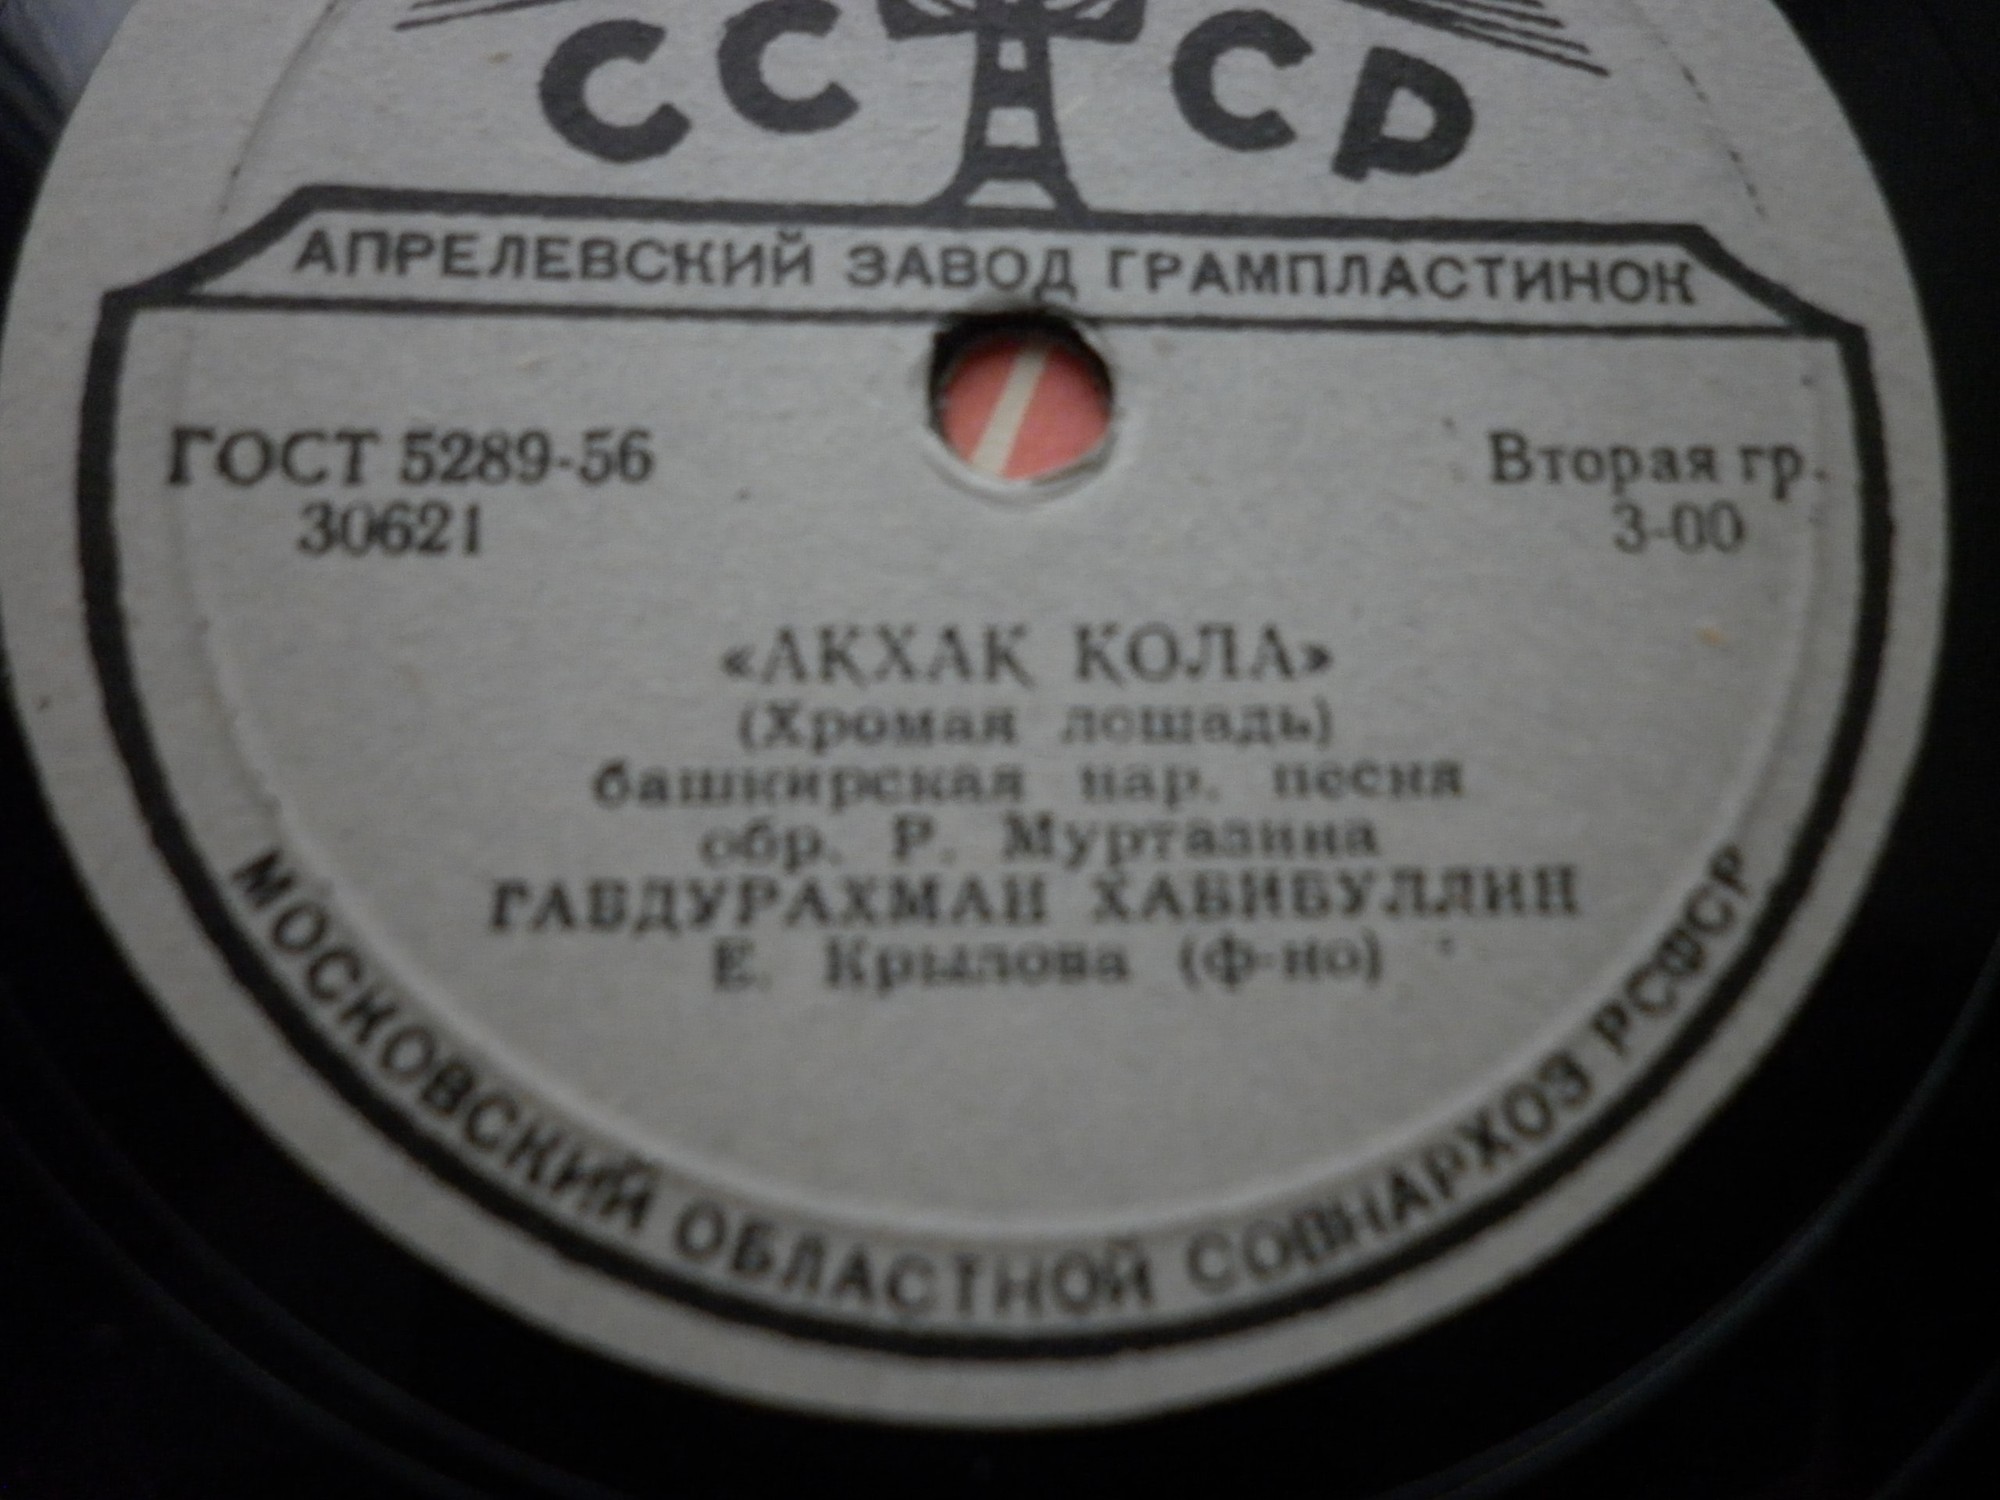 СССР
АПРЕЛЕВСКИЙ ЗАВОД ГРАМПЛАСТИНОК
ГОСТ 5289-56
30621
Вторая гр.
3-00
«АКХАК КОЛА»
(Хромая лошадь)
башкирская нар. песня
обр. Р. Муртазина
ГАБДУРАХМАН ХАБИБУЛЛИН
Е. Крылова (ф-но)
МОСКОВСКИЙ ОБЛАСТНОЙ СОВНАРХОЗ РСФСР